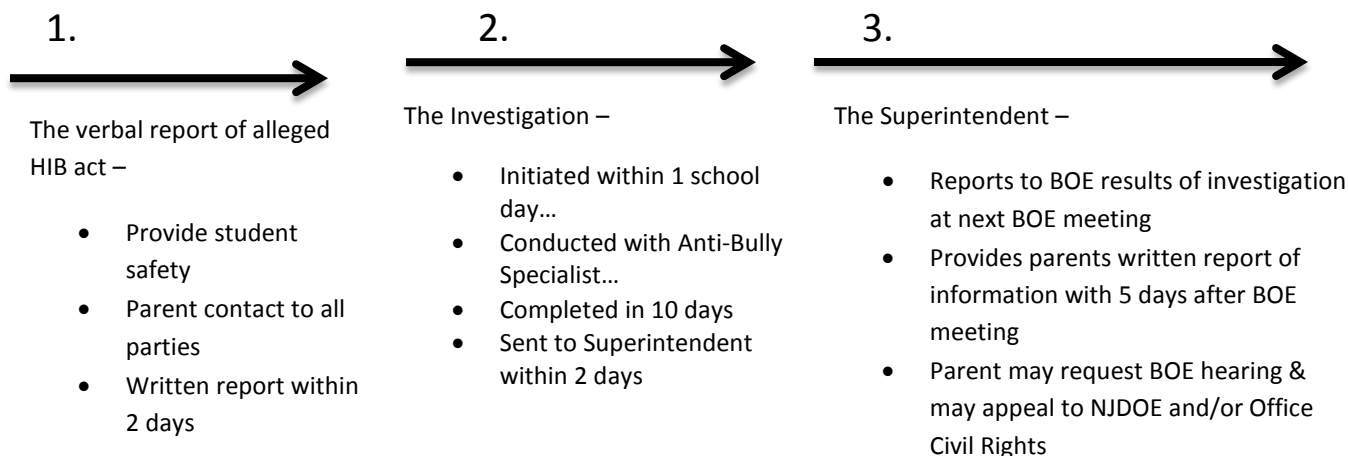 1.
The verbal report of alleged
HIB act –
• Provide student
safety
• Parent contact to all
parties
• Written report within
2 days
2.
The Investigation –
• Initiated within 1 school
day…
• Conducted with Anti-Bully
Specialist…
• Completed in 10 days
• Sent to Superintendent
within 2 days
3.
The Superintendent –
• Reports to BOE results of investigation
at next BOE meeting
• Provides parents written report of
information with 5 days after BOE
meeting
• Parent may request BOE hearing &
may appeal to NJDOE and/or Office
Civil Rights